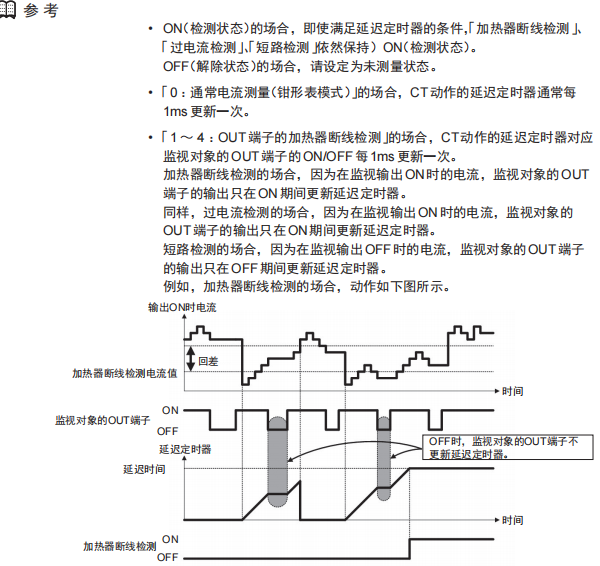 参 考
• ON(检测状态)的场合，即使满足延迟定时器的条件，「加热器断线检测」、
「过电流检测」、「短路检测」依然保持）ON(检测状态)。
OFF(解除状态)的场合，请设定为未测量状态。
• 「0：通常电流测量(钳形表模式)」的场合，CT动作的延迟定时器通常每
1ms 更新一次。
• 「1～4：OUT端子的加热器断线检测」的场合，CT动作的延迟定时器对应
监视对象的OUT端子的ON/OFF 每1ms 更新一次。
加热器断线检测的场合，因为在监视输出ON时的电流，监视对象的OUT
端子的输出只在ON 期间更新延迟定时器。
同样，过电流检测的场合，因为在监视输出ON 时的电流，监视对象的
OUT端子的输出只在ON期间更新延迟定时器。
短路检测的场合，因为在监视输出OFF 时的电流，监视对象的OUT端子
的输出只在OFF 期间更新延迟定时器。
例如，加热器断线检测的场合，动作如下图所示。
输出ON时电流
回差
加热器断线检测电流值
时间
ON
监视对象的OUT端子
OFF
OFF时，监视对象的OUT端子不
更新延迟定时器。
延迟定时器
延迟时间
时间
ON
加热器断线检测
OFF